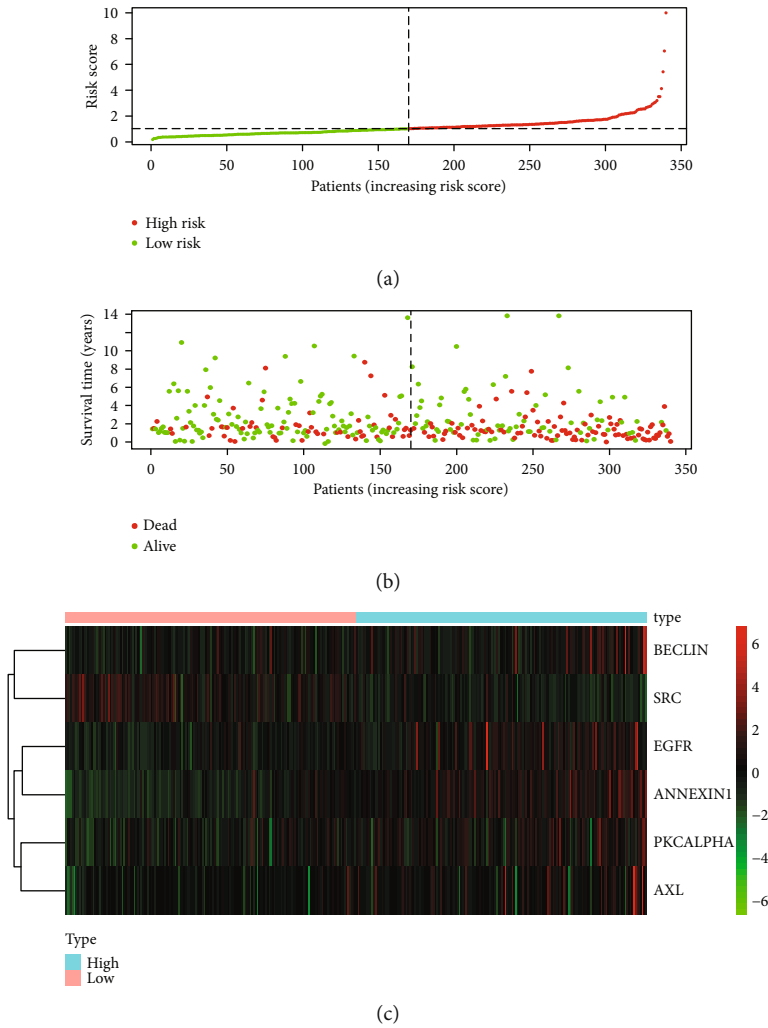 Risk score
10
8
6
4
2
0
0 50 100 150 200 250 300 350
Patients (increasing risk score)
High risk
Low risk
(a)
Survival time (years)
14
8
6
4
2
0
0 50 100 150 200 250 300 350
Patients (increasing risk score)
Dead
Alive
(b)
type
BECLIN
SRC
EGFR
ANNEXIN1
PKCALPHA
AXL
6
4
2
0
−2
−4
−6
Type
High
Low
(c)